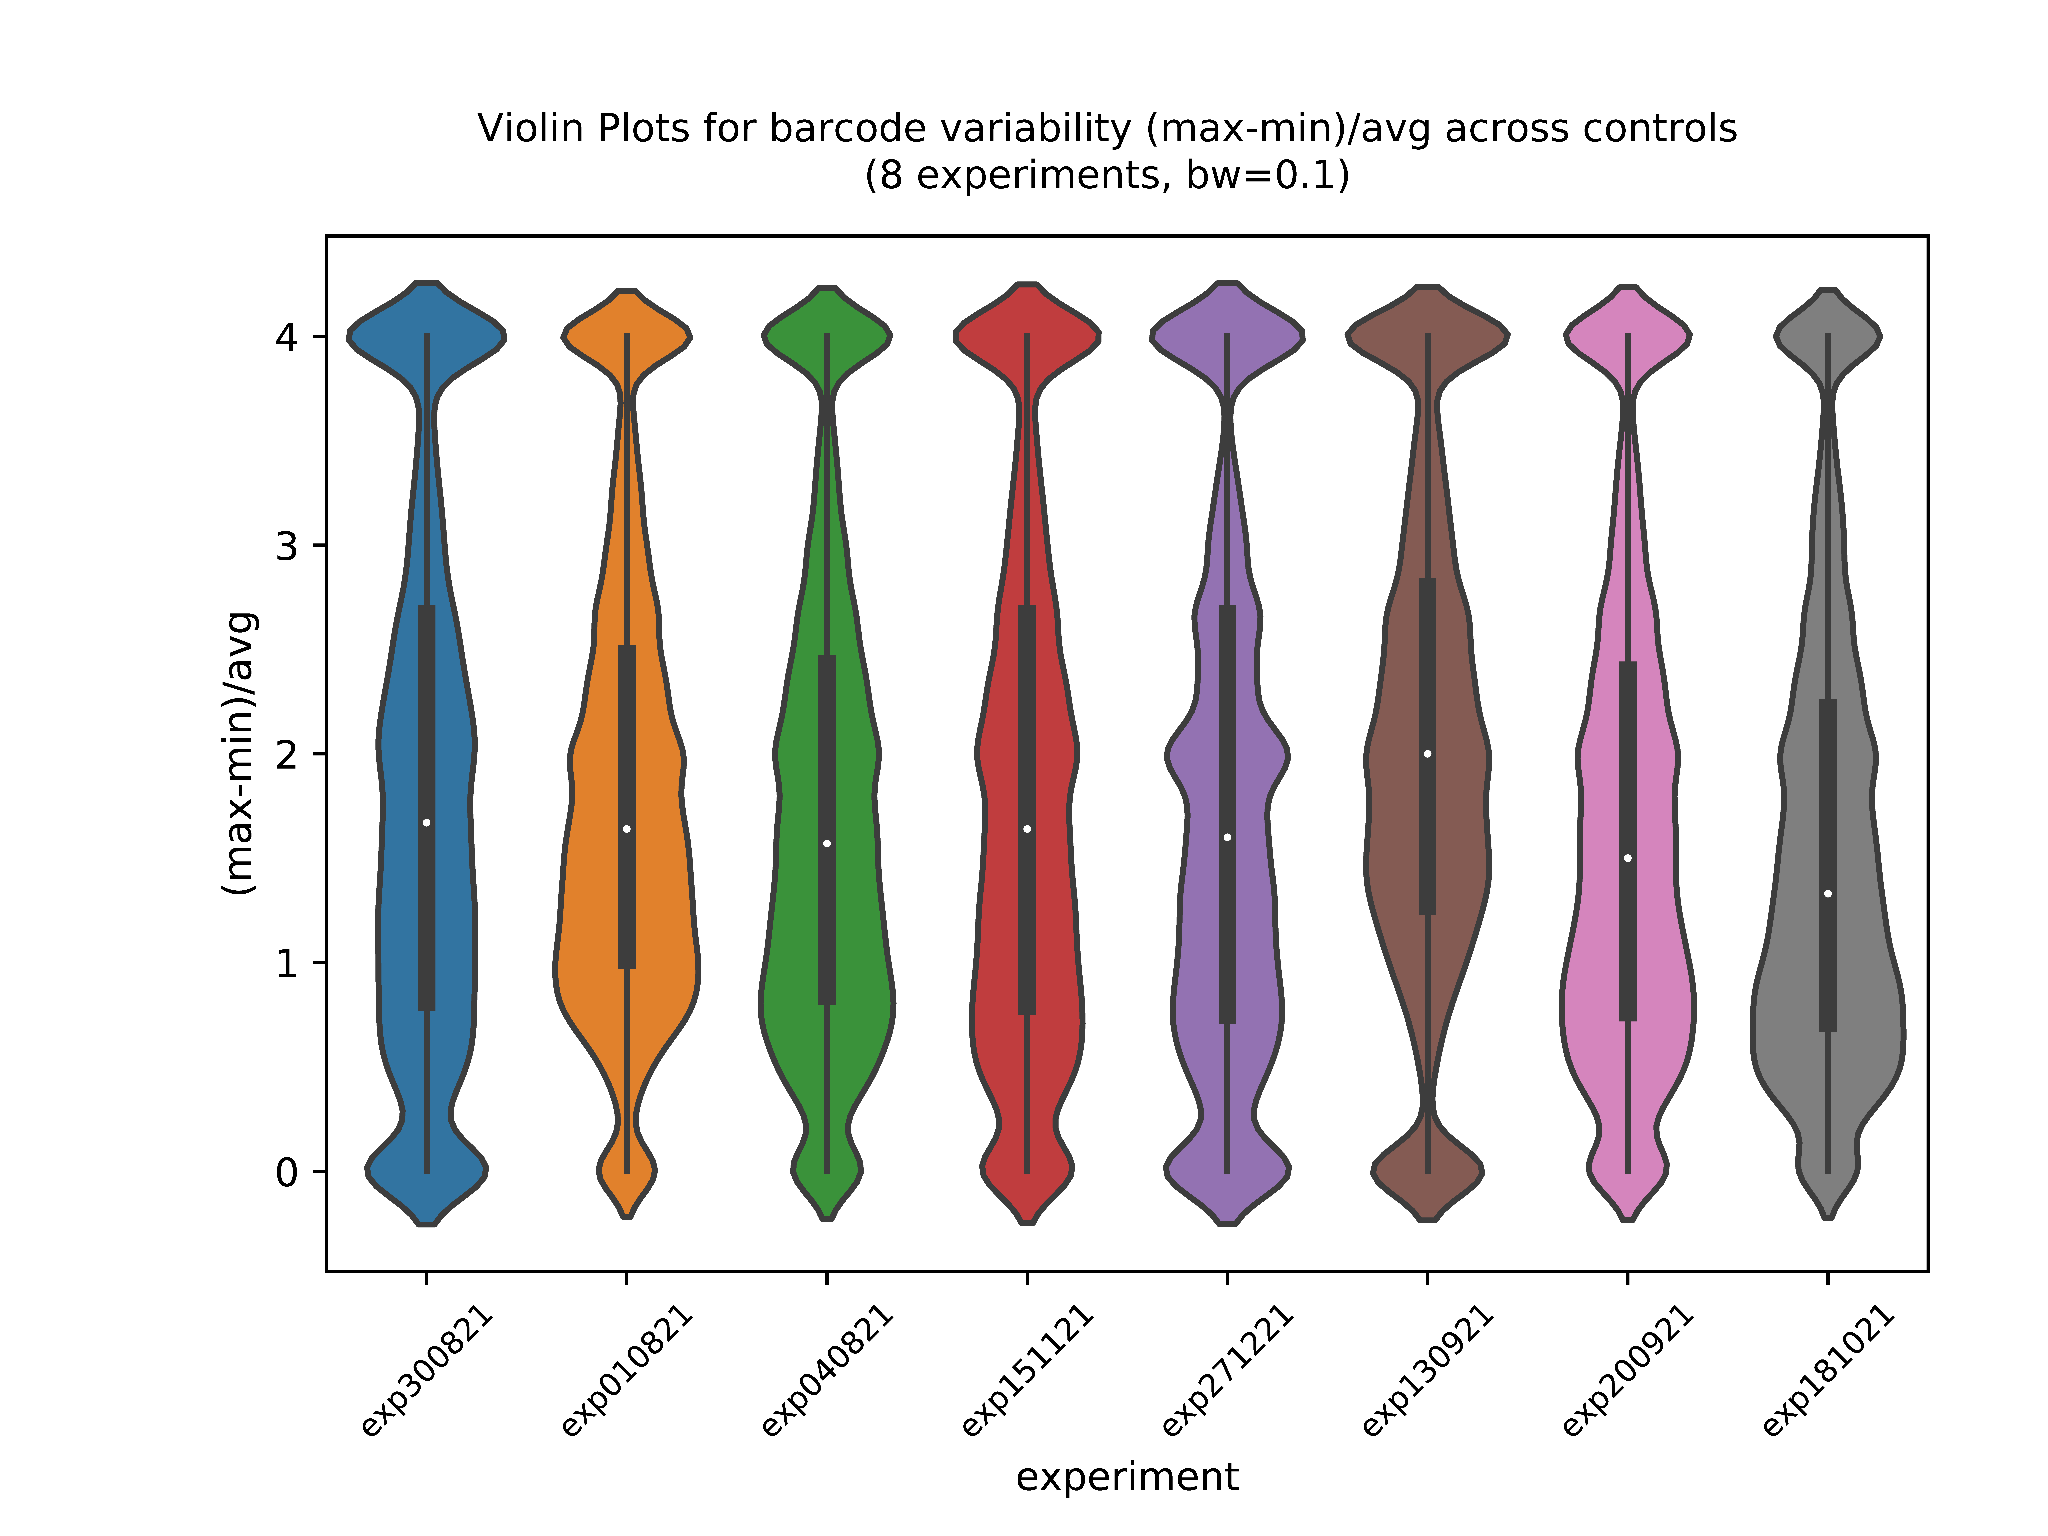 Violin Plots for barcode variability (max-min)/avg across controls
(8 experiments, bw=0.1)
(max-min)/avg
4
3
2
1
0
exp300821
exp010821
exp040821
exp151121
exp271221
exp130921
exp200921
exp181021
experiment